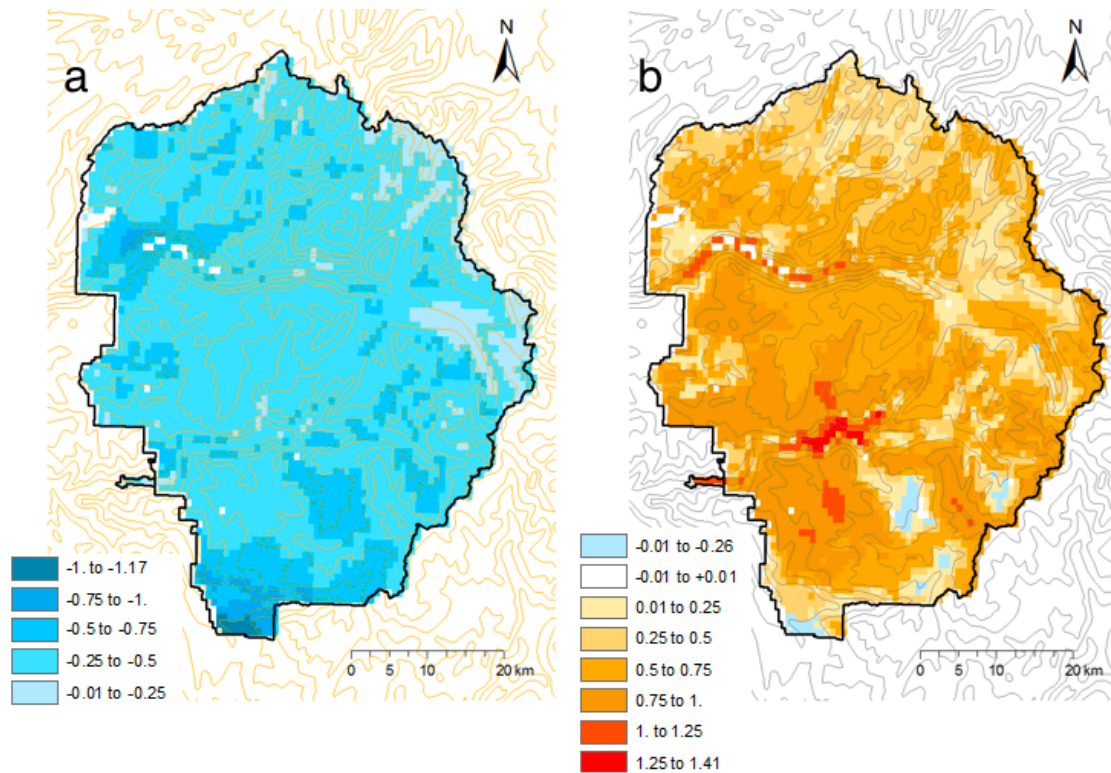 a
N
0 5 10 20 km
-1. to -1.17
-0.75 to -1.
-0.5 to -0.75
-0.25 to -0.5
-0.01 to -0.25
b
N
0 5 10 20 km
-0.01 to -0.26
-0.01 to +0.01
0.01 to 0.25
0.25 to 0.5
0.5 to 0.75
0.75 to 1.
1. to 1.25
1.25 to 1.41